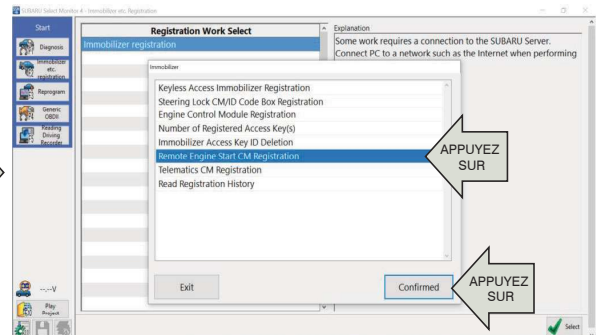 SUBARU Select Monitor 4 - Immobilizer etc. Registration
Start
Diagnosis
Immobilizer
etc.
registration
Reprogram
Generic
OBDII
Reading
Driving
Recorder
--.--V
Play
Project
Registration Work Select
Immobilizer registration
Explanation
Some work requires a connection to the SUBARU Server.
Connect PC to a network such as the Internet when performing
Immobilizer
Keyless Access Immobilizer Registration
Steering Lock CM/ID Code Box Registration
Engine Control Module Registration
Number of Registered Access Key(s)
Immobilizer Access Key ID Deletion
Remote Engine Start CM Registration
Telematics CM Registration
Read Registration History
Exit
Confirmed
APPUYEZ
SUR
APPUYEZ
SUR
Select